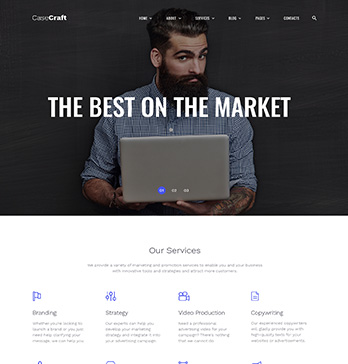 CaseCraft
HOME ABOUT SERVICES BLOG PAGES CONTACTS
THE BEST ON THE MARKET
01 02 03
Our Services
We provide a variety of marketing and promotion services to enable you and your business
with innovative tools and strategies and attract more customers.
Branding Strategy Video Production Copywriting
Whether you're looking to
launch a brand or you just
need help clarifying your
message, we can help you.
Our experts can help you
develop your marketing
strategy and integrate it into
your advertising campaign.
Need a professional
advertising video for your
campaign? There's nothing
that we cannot do.
Our experienced copywriters
will gladly provide you with
high-quality texts for your
websites or advertisements.